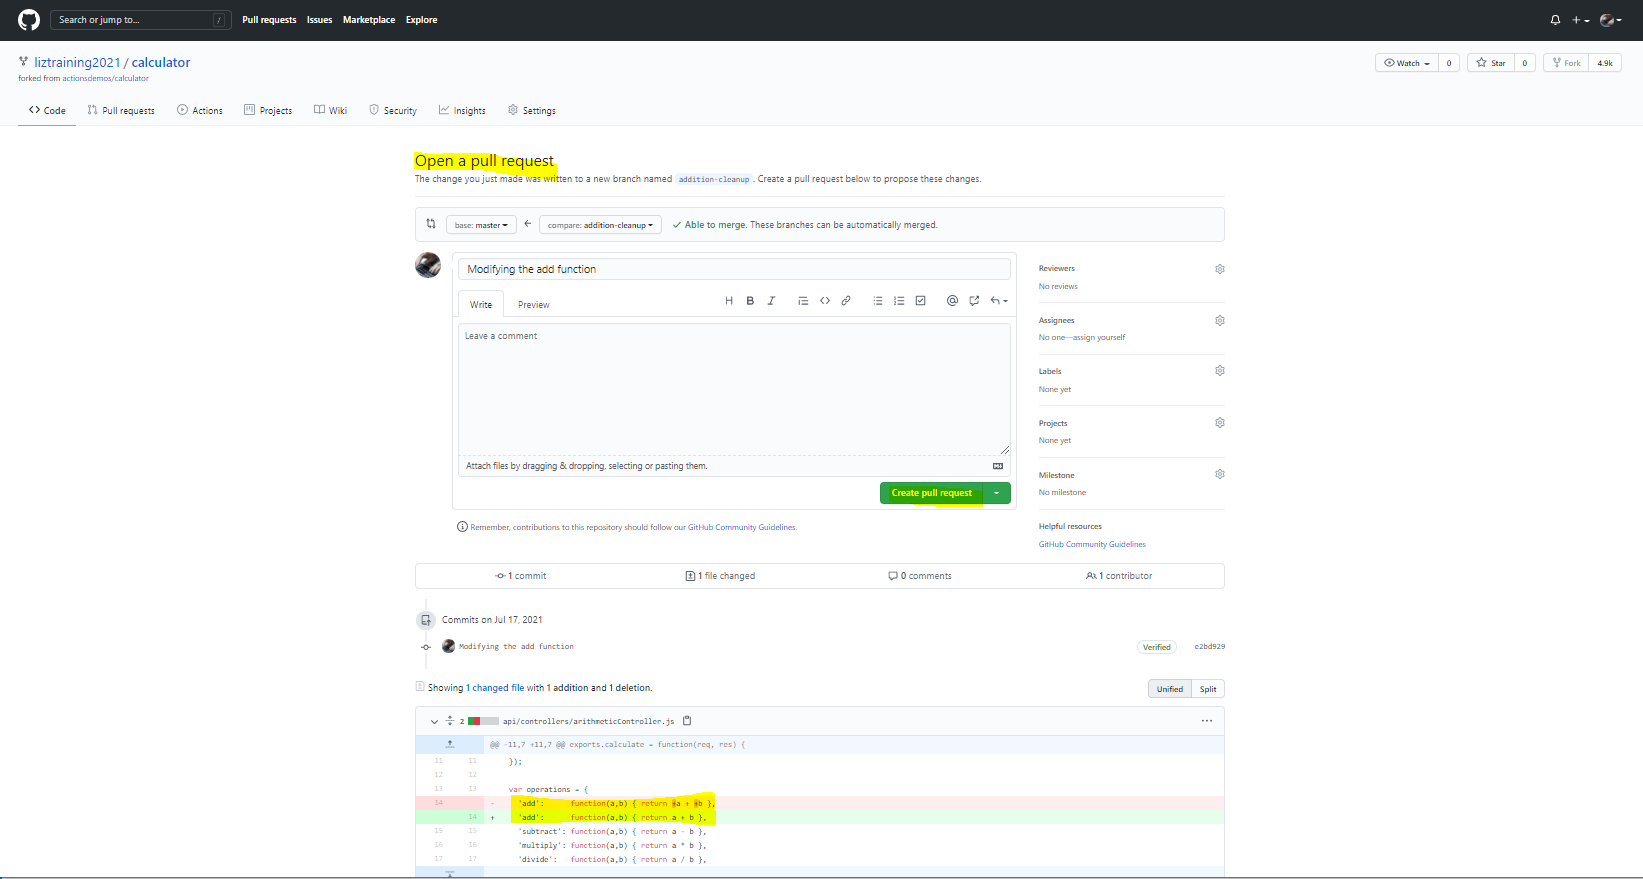 Search or jump to... / Pull requests Issues Marketplace Explore
liztraining2021 / calculator Watch 0 Star 0 Fork 4.9k
forked from actionsdemos/calculator
Code Pull requests Actions Projects Wiki Security Insights Settings
Open a pull request
The change you just made was written to a new branch named addition-cleanup . Create a pull request below to propose these changes.
base: master compare: addition-cleanup Able to merge. These branches can be automatically merged.
Modifying the add function
Write Preview
Leave a comment
Attach files by dragging & dropping, selecting or pasting them.
Create pull request
Remember, contributions to this repository should follow our GitHub Community Guidelines.
Reviewers
No reviews
Assignees
No one—assign yourself
Labels
None yet
Projects
None yet
Milestone
No milestone
Helpful resources
GitHub Community Guidelines
1 commit 1 file changed 0 comments 1 contributor
Commits on Jul 17, 2021
Modifying the add function Verified e2bd929
Showing 1 changed file with 1 addition and 1 deletion. Unified Split
2 api/controllers/arithmeticController.js ...
@@ -11,7 +11,7 @@ exports.calculate = function(req, res) {
11 11 });
12 12
13 13 var operations = {
14 - 'add': function(a,b) { return +a + +b },
14 + 'add': function(a,b) { return a + b },
15 15 'subtract': function(a,b) { return a - b },
16 16 'multiply': function(a,b) { return a * b },
17 17 'divide': function(a,b) { return a / b },